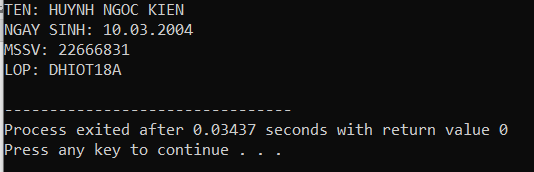 TEN: HUYNH NGOC KIEN
NGAY SINH: 10.03.2004
MSSV: 22666831
LOP: DHIOT18A
--------------------------------
Process exited after 0.03437 seconds with return value 0
Press any key to continue . . .